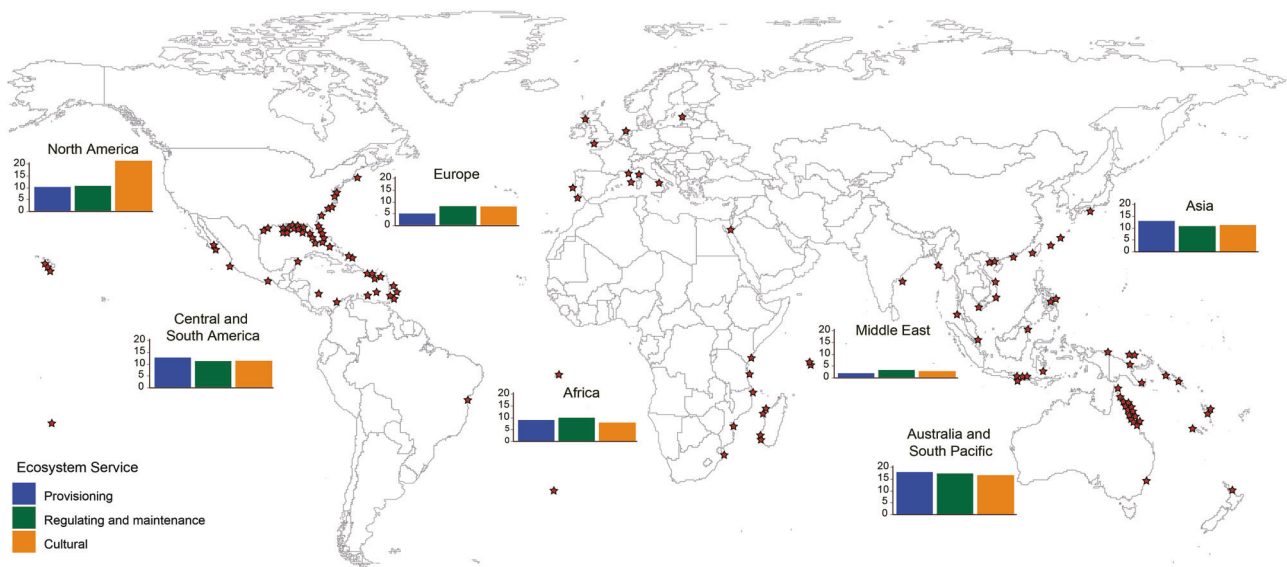 North America
20
15
10
5
0
Europe
20
15
10
5
0
Asia
20
15
10
5
0
Central and
South America
20
15
10
5
0
Africa
20
15
10
5
0
Middle East
20
15
10
5
0
Australia and
South Pacific
20
15
10
5
0
Ecosystem Service
Provisioning
Regulating and maintenance
Cultural